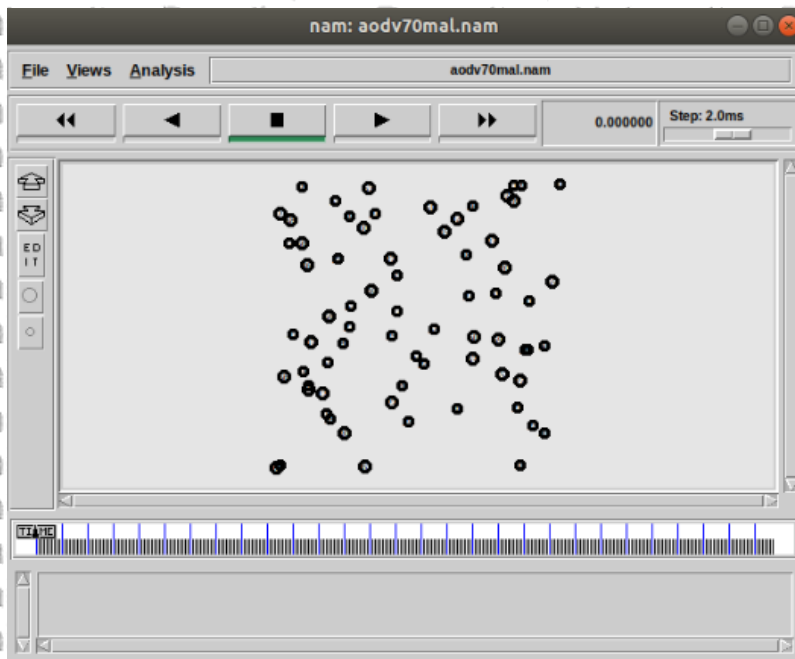 nam: aodv70mal.nam
File Views Analysis aodv70mal.nam
0.000000 Step: 2.0ms
ED
IT
TIME